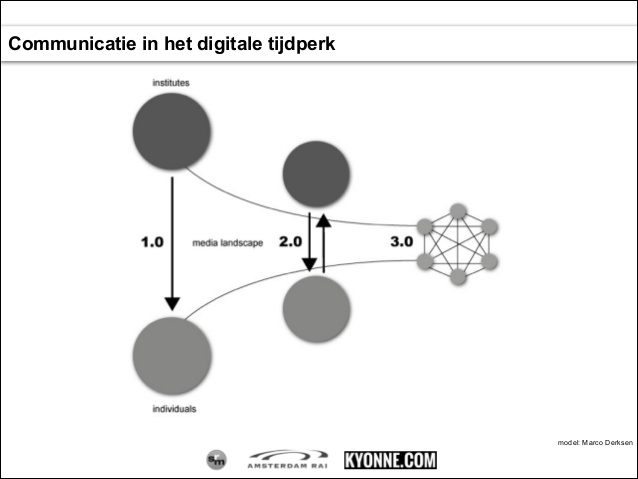 Communicatie in het digitale tijdperk
institutes
1.0
media landscape
2.0
3.0
individuals
model: Marco Derksen
srm
AMSTERDAM RAI
KYONNE.COM